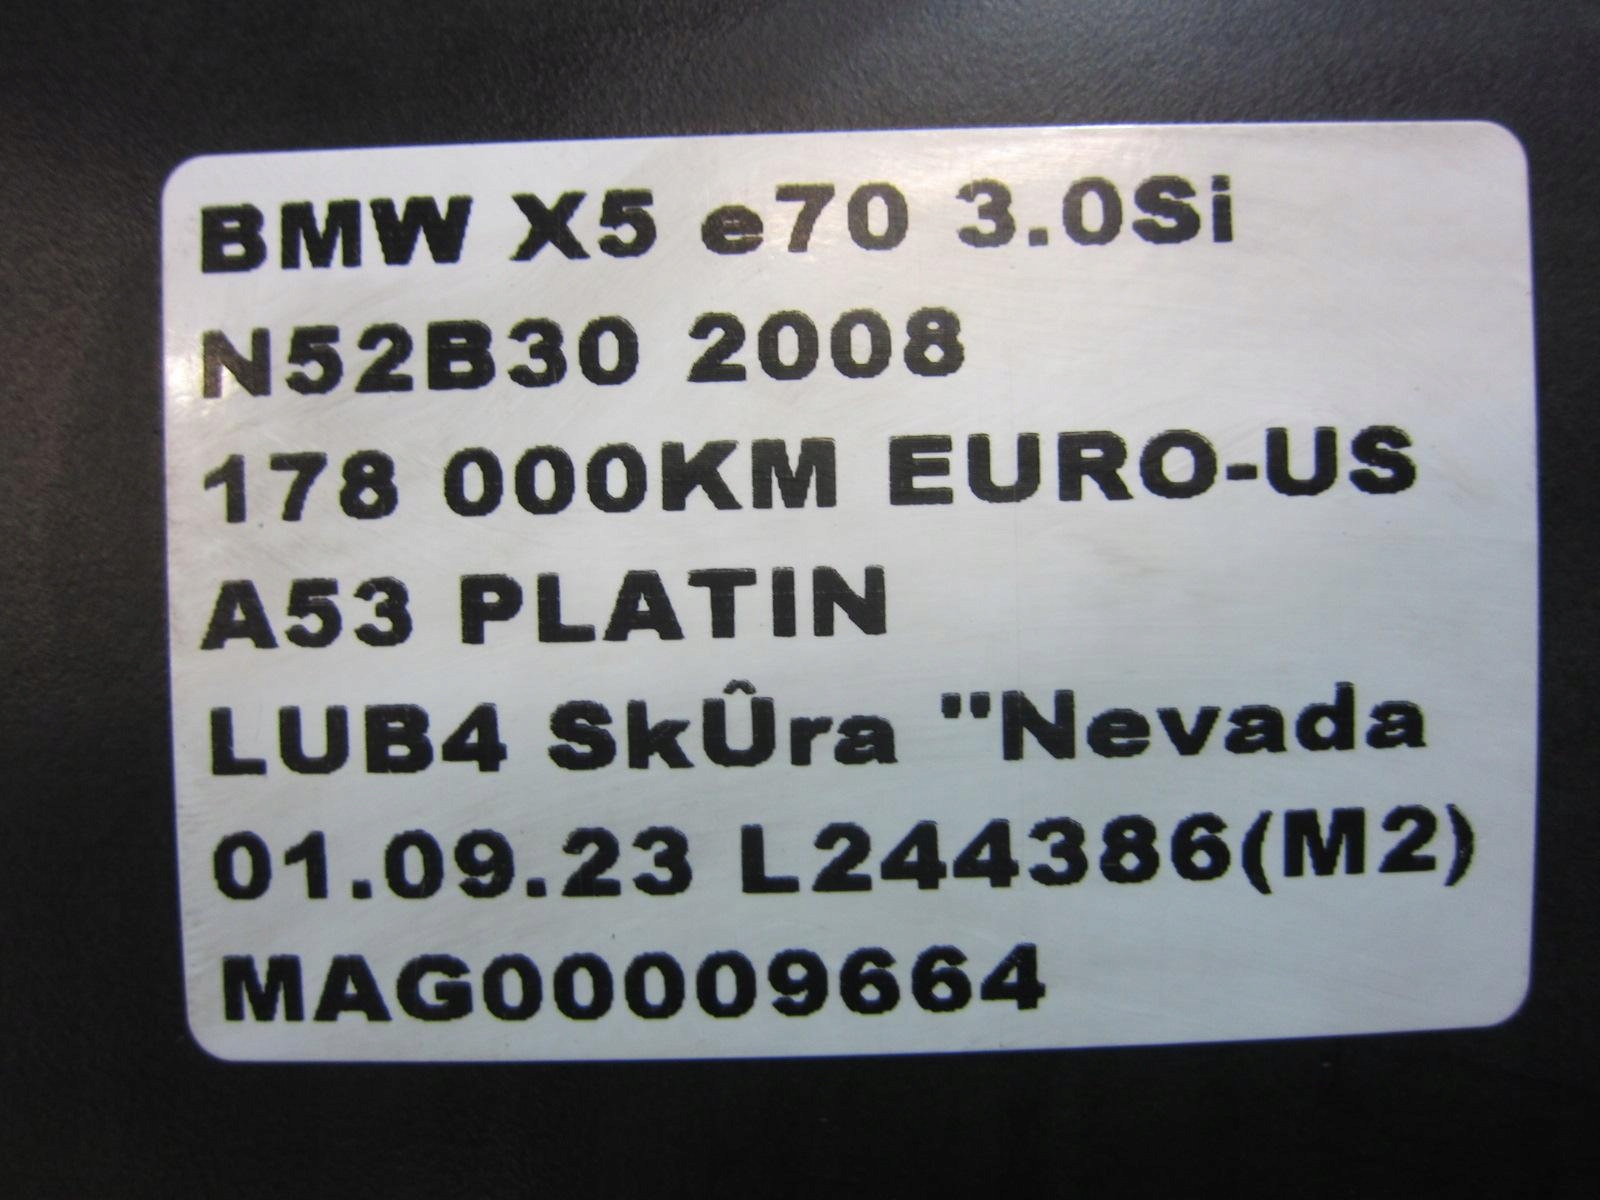 BMW X5 e70 3.0Si
N52B30 2008
178 000KM EURO-US
A53 PLATIN
LUB4 SkÛra "Nevada
01.09.23 L244386(M2)
MAG00009664